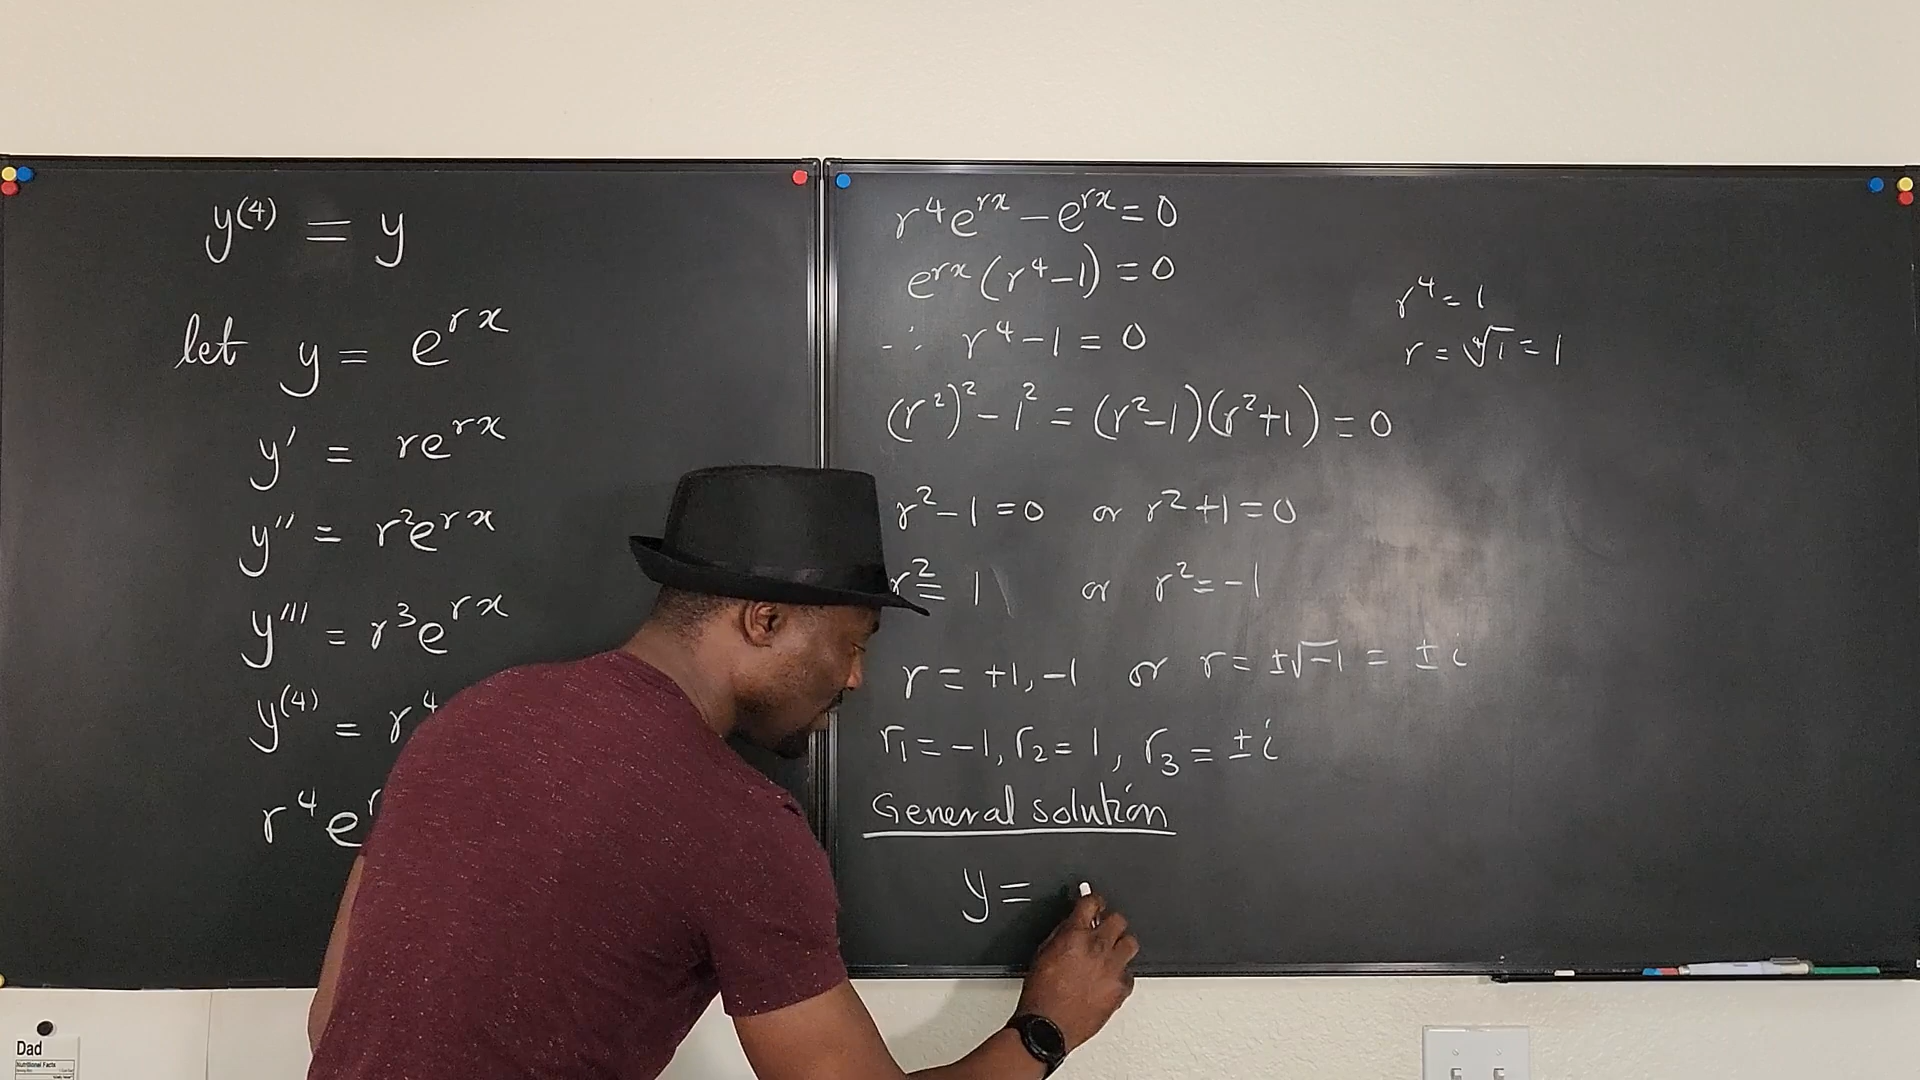 y⁽⁴⁾ = y
let y = e^{rx}
y' = re^{rx}
y'' = r²e^{rx}
y''' = r³e^{rx}
y⁽⁴⁾ = r⁴
r⁴e^{r
r⁴e^{rx} – e^{rx} = 0
e^{rx}(r⁴–1) = 0
∴ r⁴–1 = 0
(r²)² – 1² = (r²–1)(r²+1) = 0
r²–1=0 or r²+1=0
r² = 1 or r² = –1
r = +1, –1 or r = ±√–1 = ± i
r₁ = –1, r₂ = 1, r₃ = ± i
General solution
y =
r⁴ = 1
r = ∜1 = 1
Dad
Nutritional Facts